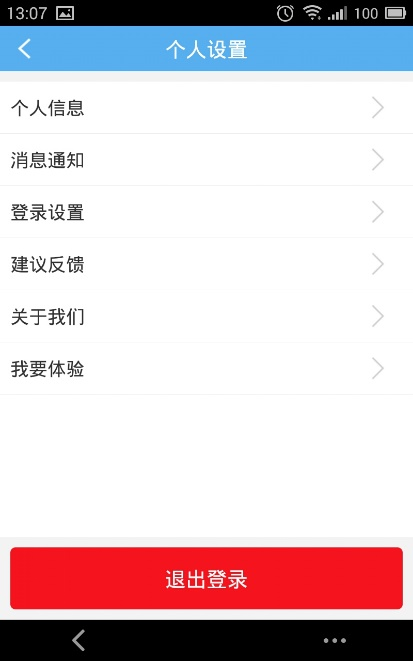 13:07 100
个人设置
个人信息
消息通知
登录设置
建议反馈
关于我们
我要体验
退出登录